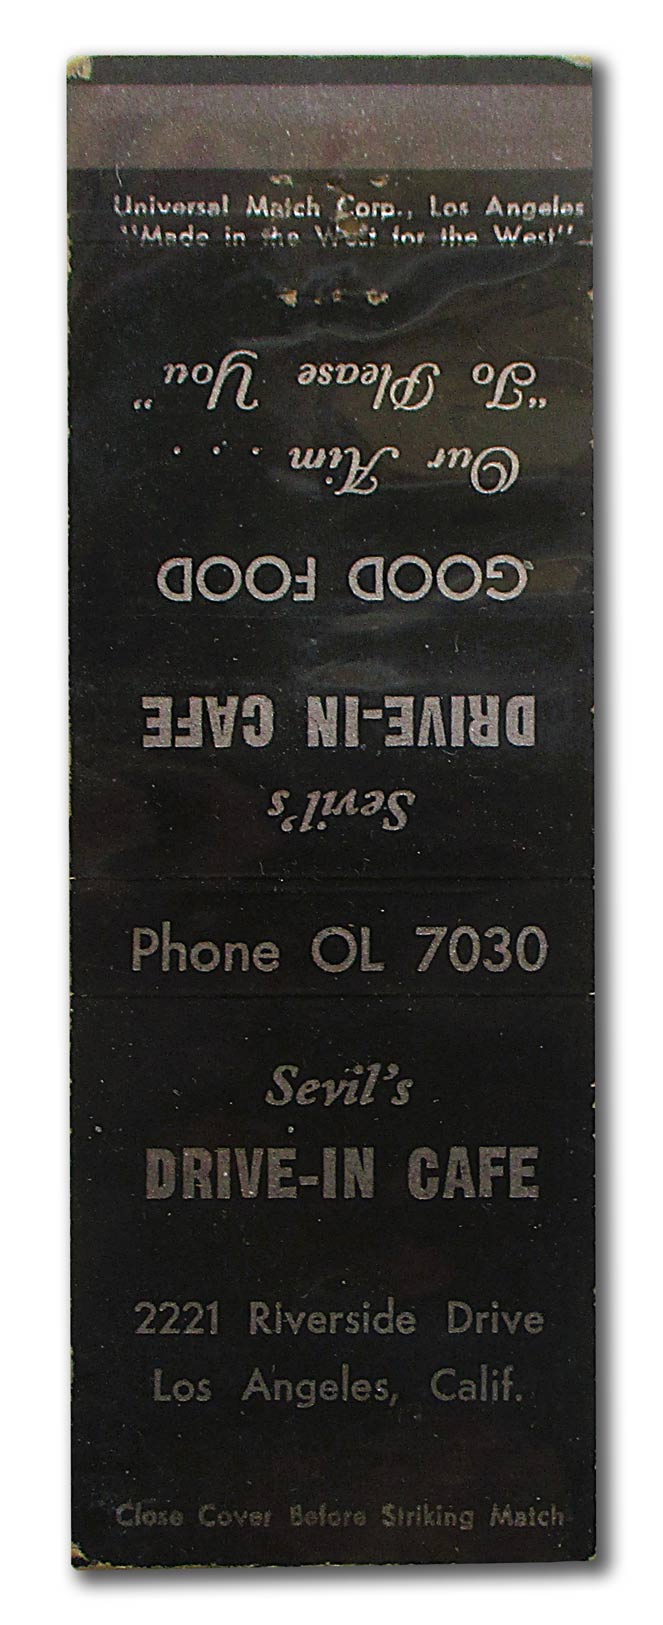 Universal Match Corp., Los Angeles
"Made in the West for the West"
Sevil's
DRIVE-IN CAFE
GOOD FOOD
Our Aim . . . .
"To Please You"
Phone OL 7030
Sevil's
DRIVE-IN CAFE
2221 Riverside Drive
Los Angeles, Calif.
Close Cover Before Striking Match